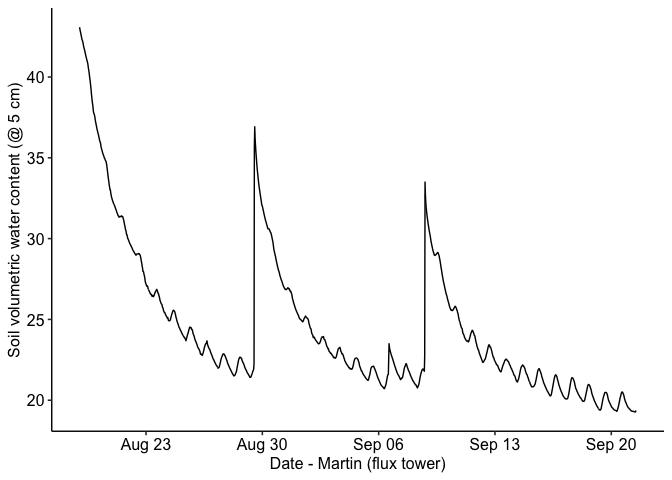 Soil volumetric water content (@ 5 cm)
40
35
30
25
20
Aug 23 Aug 30 Sep 06 Sep 13 Sep 20
Date - Martin (flux tower)